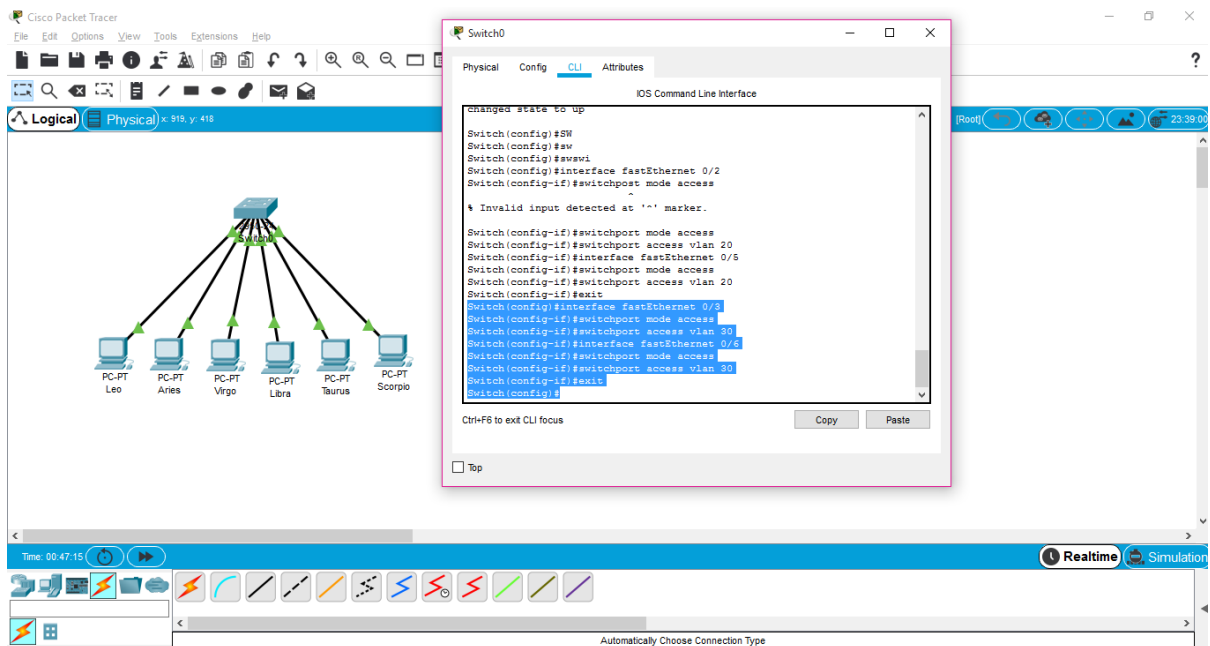 Cisco Packet Tracer
File Edit Options View Tools Extensions Help
?
Logical Physical x: 919, y: 418
[Root] 23:39:00
Switch0
Physical Config CLI Attributes
IOS Command Line Interface
changed state to up
Switch(config)#SW
Switch(config)#sw
Switch(config)#swswi
Switch(config)#interface fastEthernet 0/2
Switch(config-if)#switchpost mode access
^
% Invalid input detected at '^' marker.
Switch(config-if)#switchport mode access
Switch(config-if)#switchport access vlan 20
Switch(config-if)#interface fastEthernet 0/5
Switch(config-if)#switchport mode access
Switch(config-if)#switchport access vlan 20
Switch(config-if)#exit
Switch(config)#interface fastEthernet 0/3
Switch(config-if)#switchport mode access
Switch(config-if)#switchport access vlan 30
Switch(config-if)#interface fastEthernet 0/6
Switch(config-if)#switchport mode access
Switch(config-if)#switchport access vlan 30
Switch(config-if)#exit
Switch(config)#
Ctrl+F6 to exit CLI focus
Copy Paste
Top
Switch0
PC-PT
Leo
PC-PT
Aries
PC-PT
Virgo
PC-PT
Libra
PC-PT
Taurus
PC-PT
Scorpio
Time: 00:47:15
Realtime Simulation
Automatically Choose Connection Type